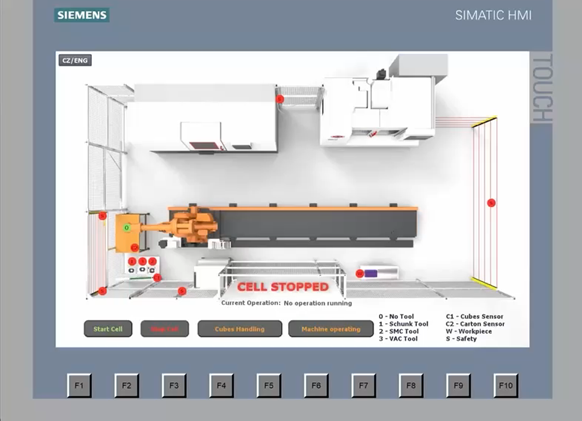 SIEMENS
SIMATIC HMI
TOUCH
CZ/ENG
0
CELL STOPPED
Current Operation: No operation running
Start Cell
Cubes Handling
Machine operating
0 - No Tool
1 - Schunk Tool
2 - SMC Tool
3 - VAC Tool
C1 - Cubes Sensor
C2 - Carton Sensor
W - Workpiece
S - Safety
F1
F2
F3
F4
F5
F6
F7
F8
F9
F10